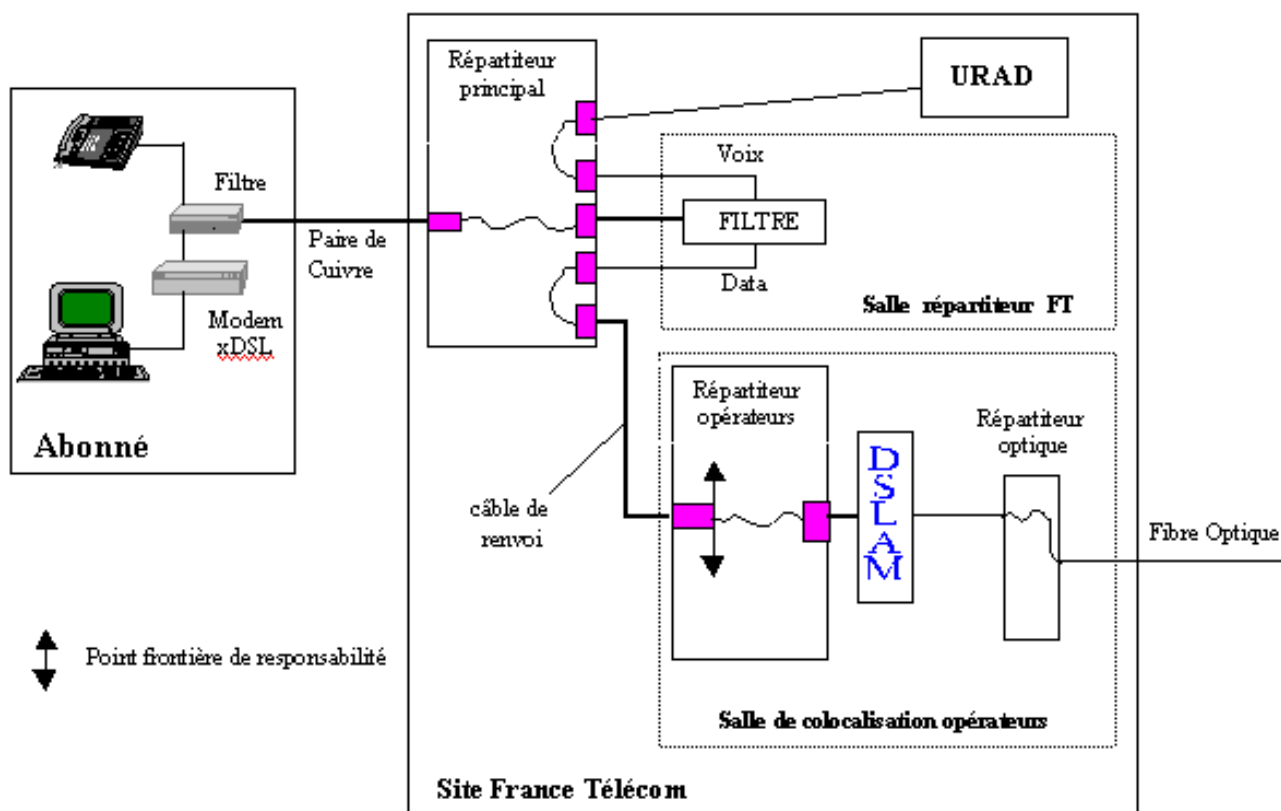 Répartiteur
principal
URAD
Voix
Filtre
FILTRE
Paire de
Cuivre
Data
Salle répartiteur FT
Modem
xDSL
Abonné
Répartiteur
opérateurs
Répartiteur
optique
DSLAM
câble de
renvoi
Fibre Optique
Point frontière de responsabilité
Salle de colocalisation opérateurs
Site France Télécom